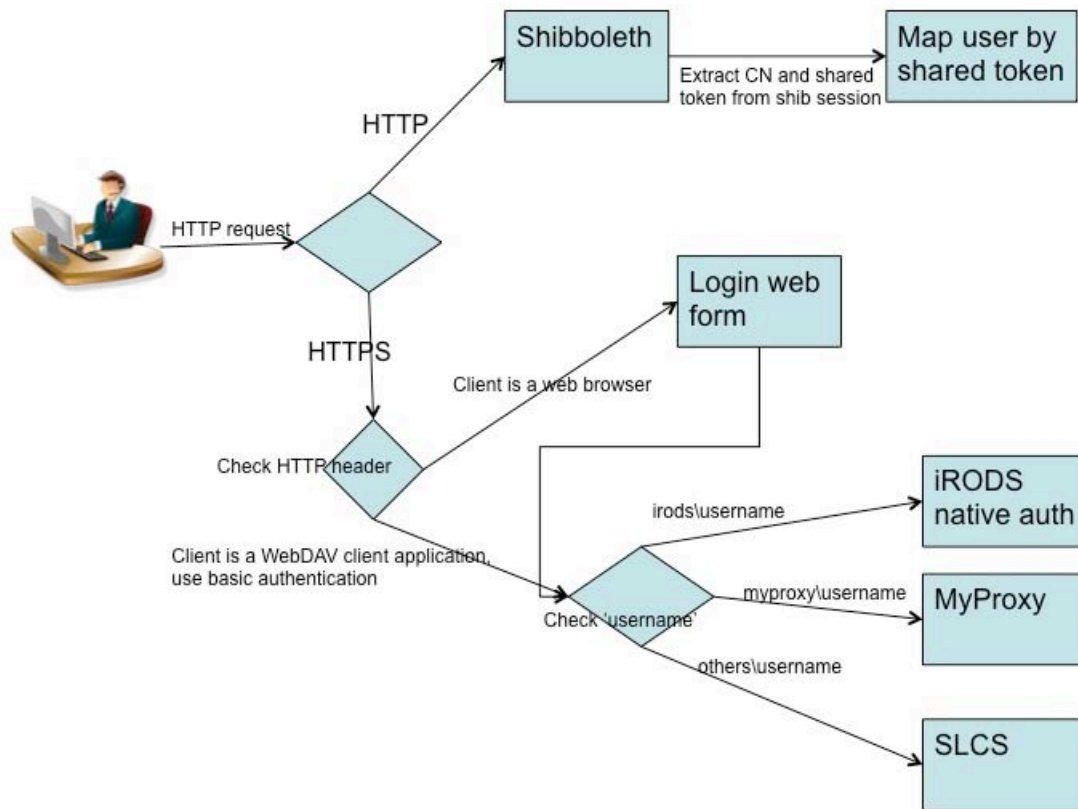 Shibboleth
Map user by
shared token
Extract CN and shared
token from shib session
HTTP
HTTP request
Login web
form
HTTPS
Client is a web browser
Check HTTP header
iRODS
native auth
irods\username
Client is a WebDAV client application,
use basic authentication
myproxy\username
MyProxy
Check 'username'
others\username
SLCS